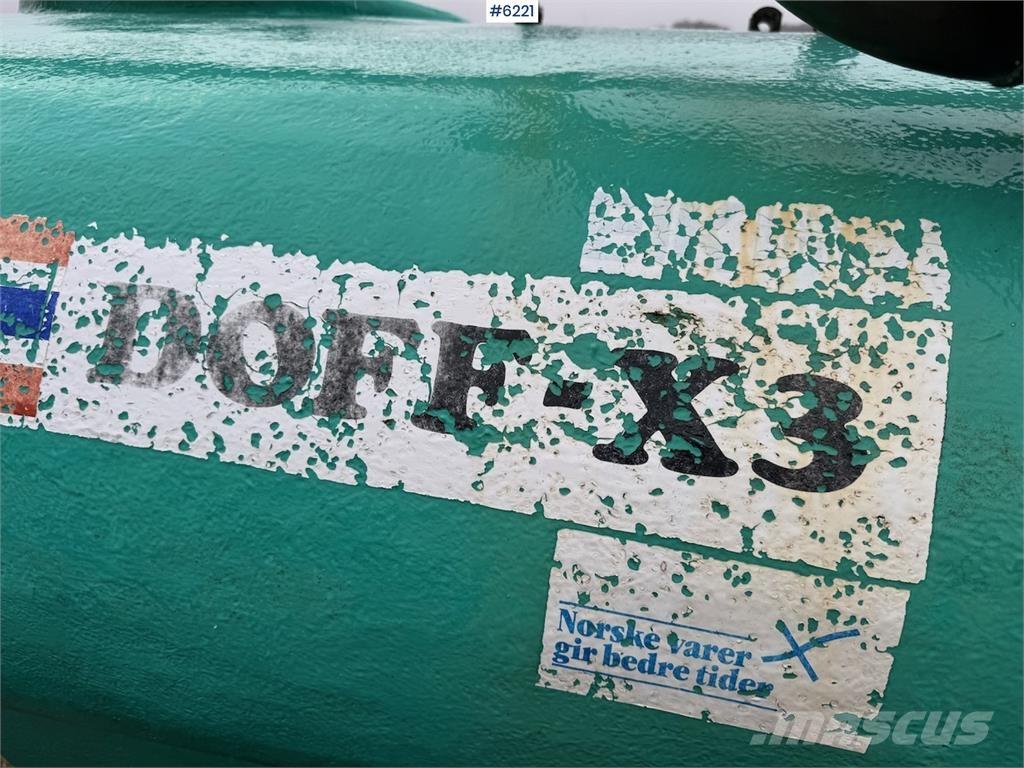 #6221
DOFF-X3
Norske varer
gir bedre tider
mascus